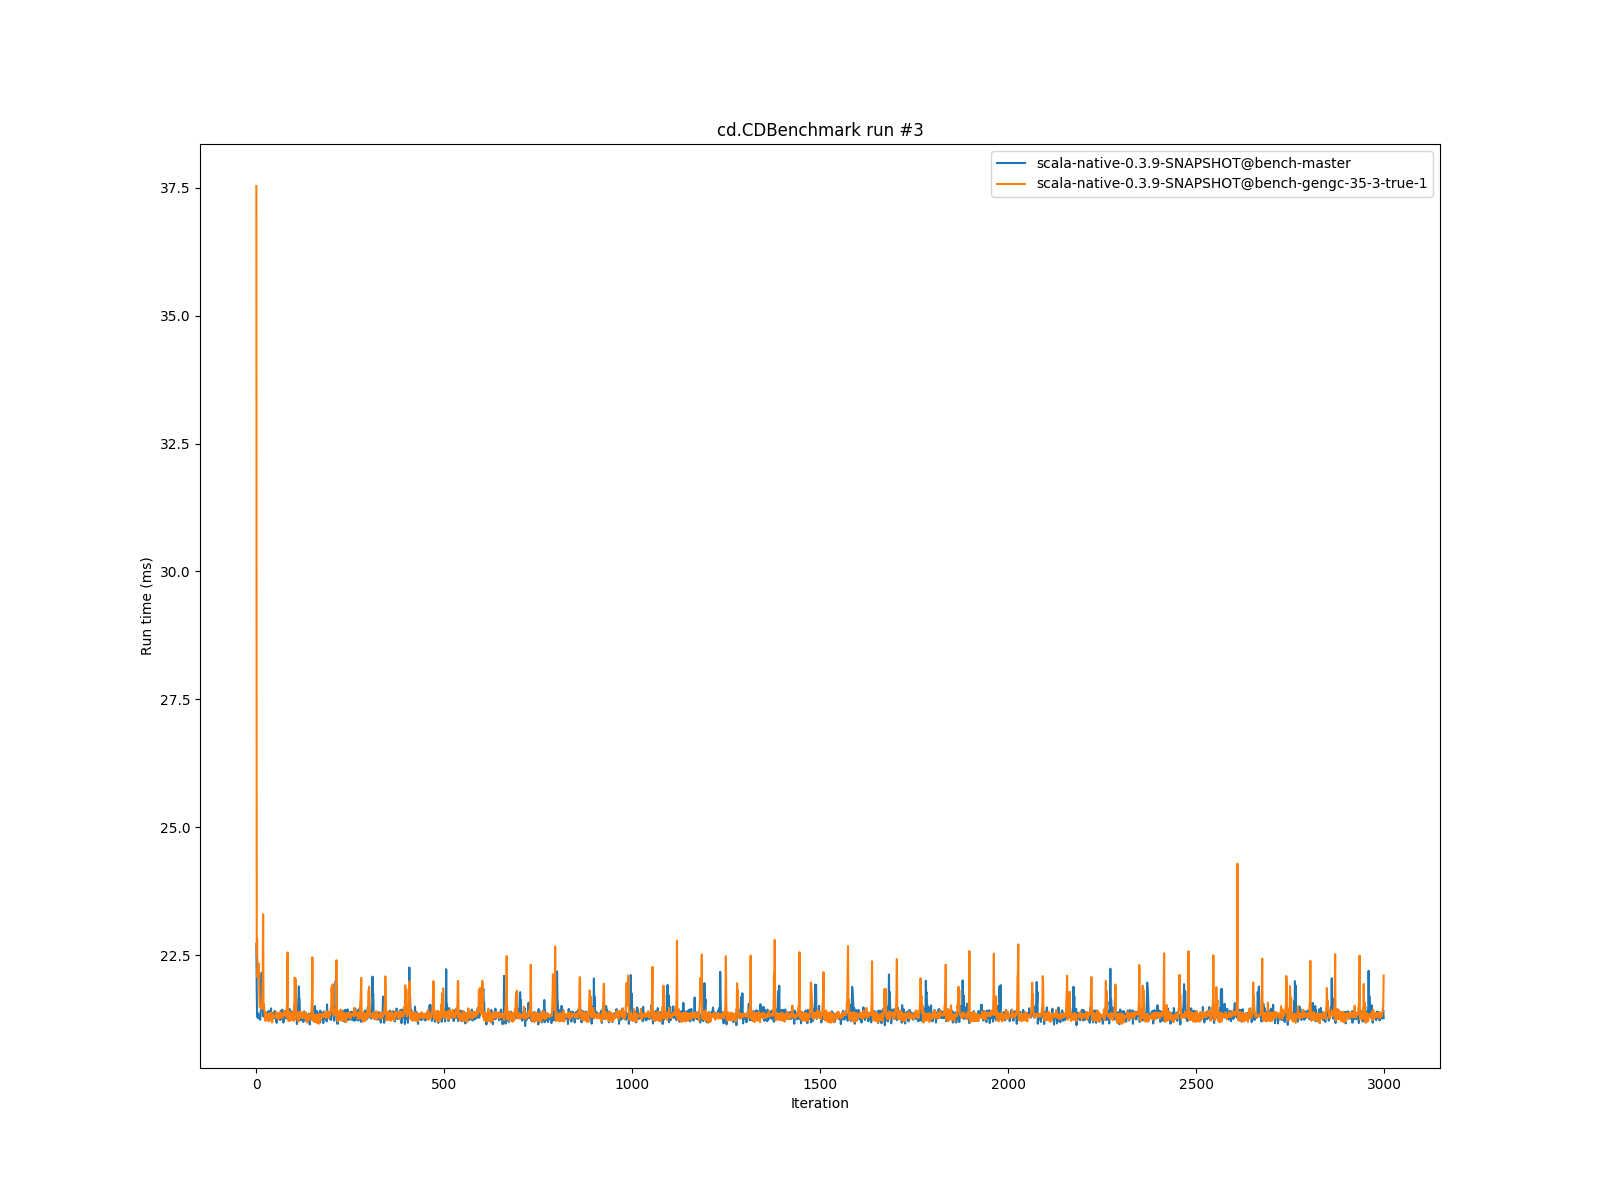 cd.CDBenchmark run #3
scala-native-0.3.9-SNAPSHOT@bench-master
scala-native-0.3.9-SNAPSHOT@bench-gengc-35-3-true-1
37.5
35.0
32.5
30.0
27.5
25.0
22.5
Run time (ms)
0
500
1000
1500
2000
2500
3000
Iteration